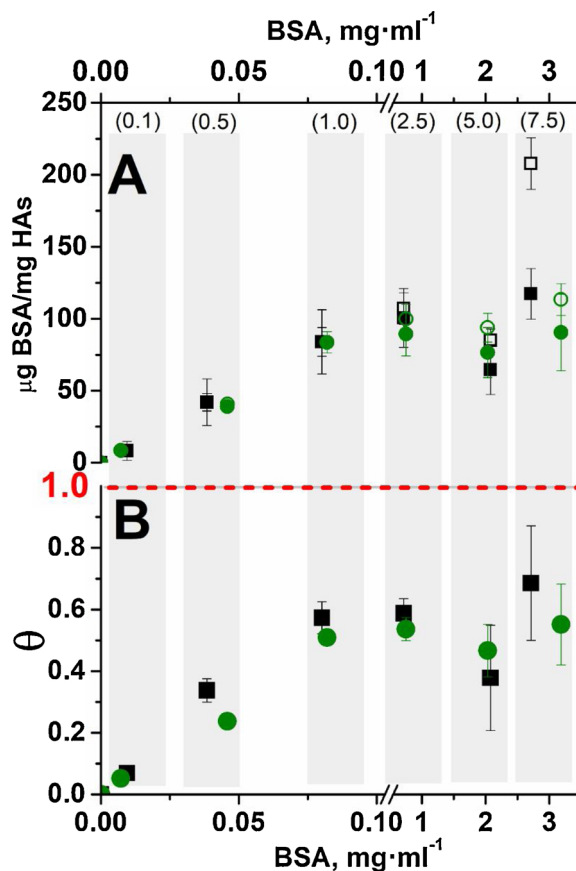 BSA, mg·ml⁻¹
0.00 0.05 0.10 1 2 3
250
(0.1) (0.5) (1.0) (2.5) (5.0) (7.5)
A
200
150
100
50
0
µg BSA/mg HAs
1.0
B
0.8
0.6
0.4
0.2
0.0
θ
0.00 0.05 0.10 0 1 2 3
BSA, mg·ml⁻¹